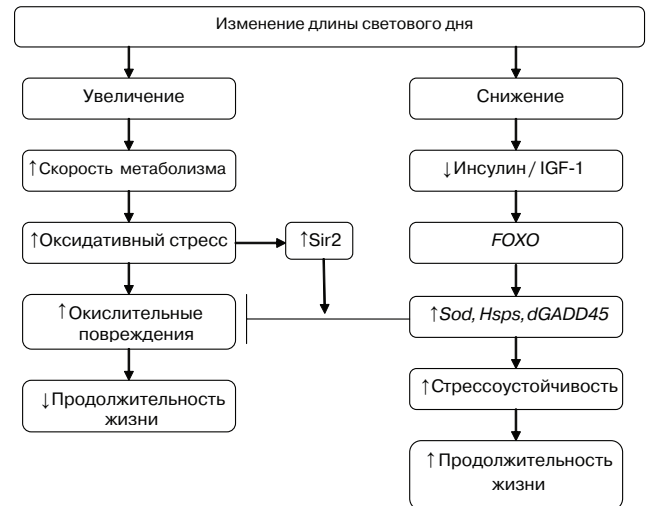 Изменение длины светового дня
Увеличение
Снижение
↑Скорость метаболизма
↓Инсулин / IGF-1
↑Оксидативный стресс
↑Sir2
FOXO
↑Окислительные
повреждения
↑Sod, Hsps, dGADD45
↓Продолжительность
жизни
↑Стрессоустойчивость
↑Продолжительность
жизни